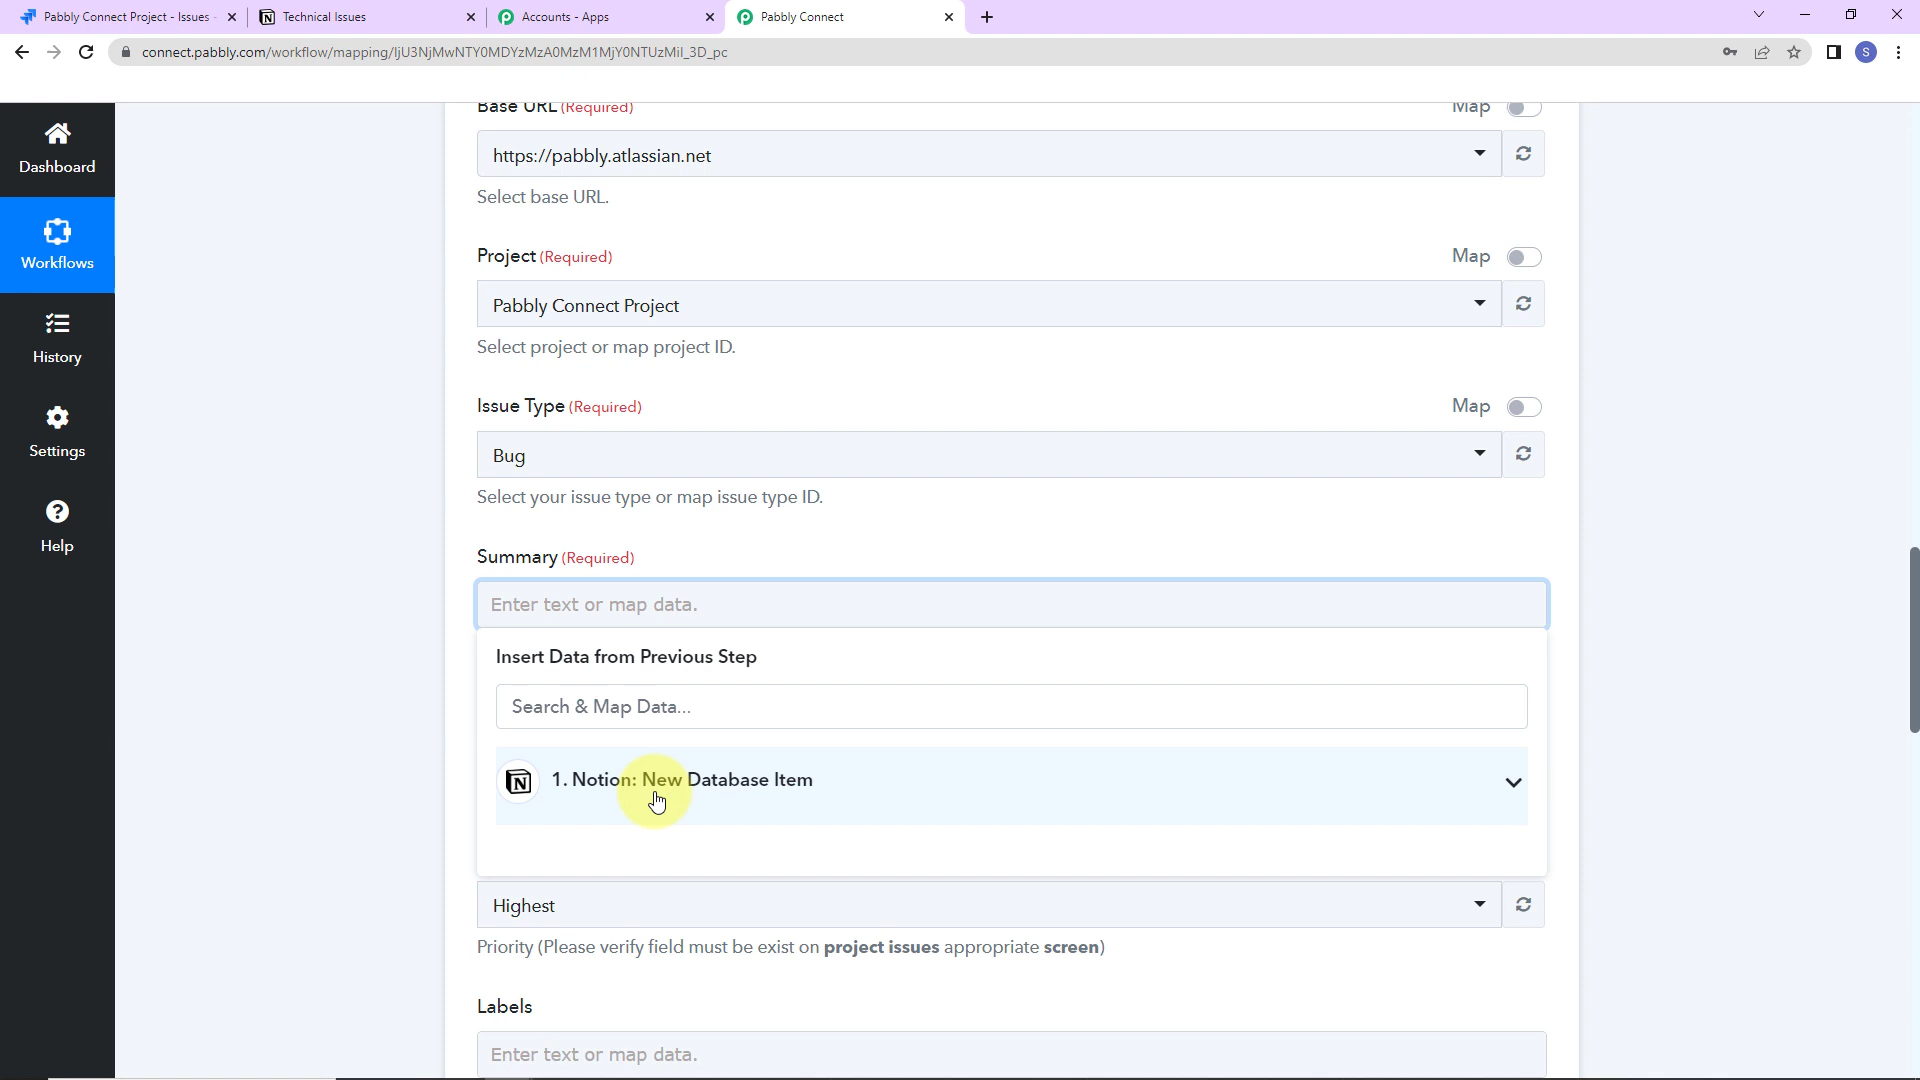 Pabbly Connect Project - Issues
Technical Issues
Accounts - Apps
Pabbly Connect
connect.pabbly.com/workflow/mapping/IjU3NjMwNTY0MDYzMzA0MzM1MjY0NTUzMiI_3D_pc
S
Dashboard
Workflows
History
Settings
Help
Base URL (Required)
Map
https://pabbly.atlassian.net
Select base URL.
Project (Required)
Map
Pabbly Connect Project
Select project or map project ID.
Issue Type (Required)
Map
Bug
Select your issue type or map issue type ID.
Summary (Required)
Enter text or map data.
Insert Data from Previous Step
Search & Map Data...
1. Notion: New Database Item
Highest
Priority (Please verify field must be exist on project issues appropriate screen)
Labels
Enter text or map data.